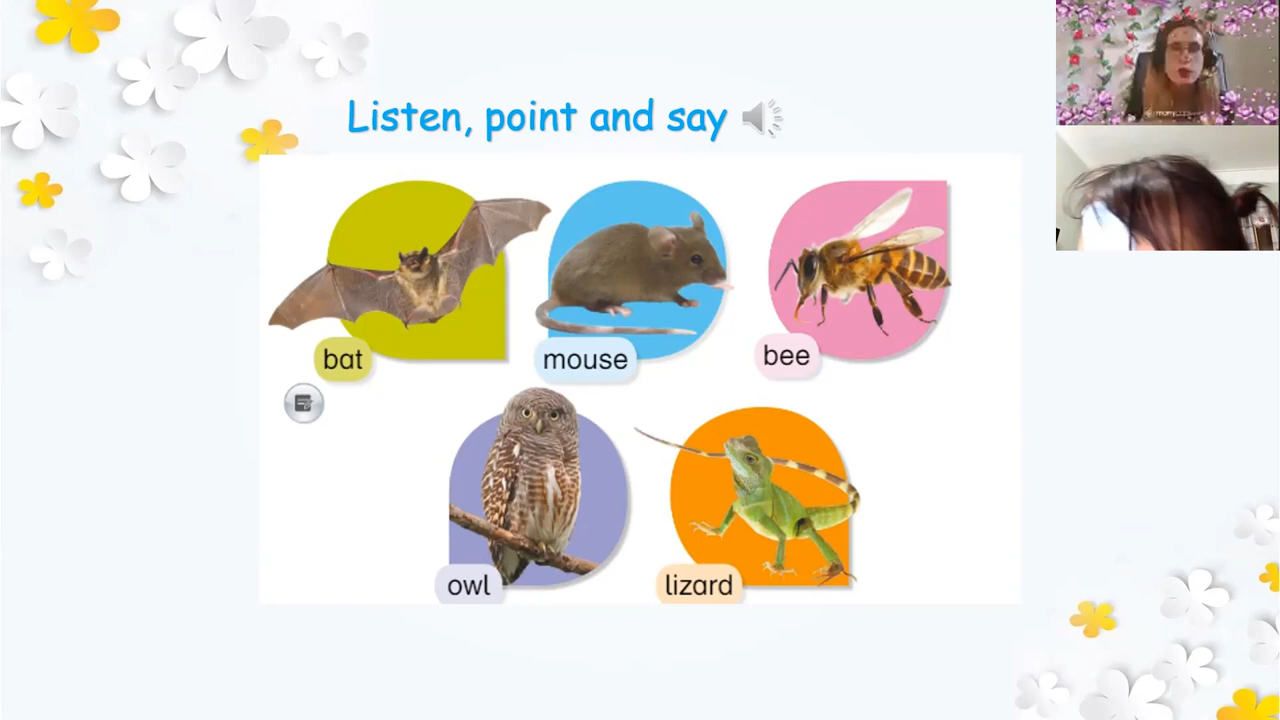 Listen, point and say
bat
mouse
bee
owl
lizard